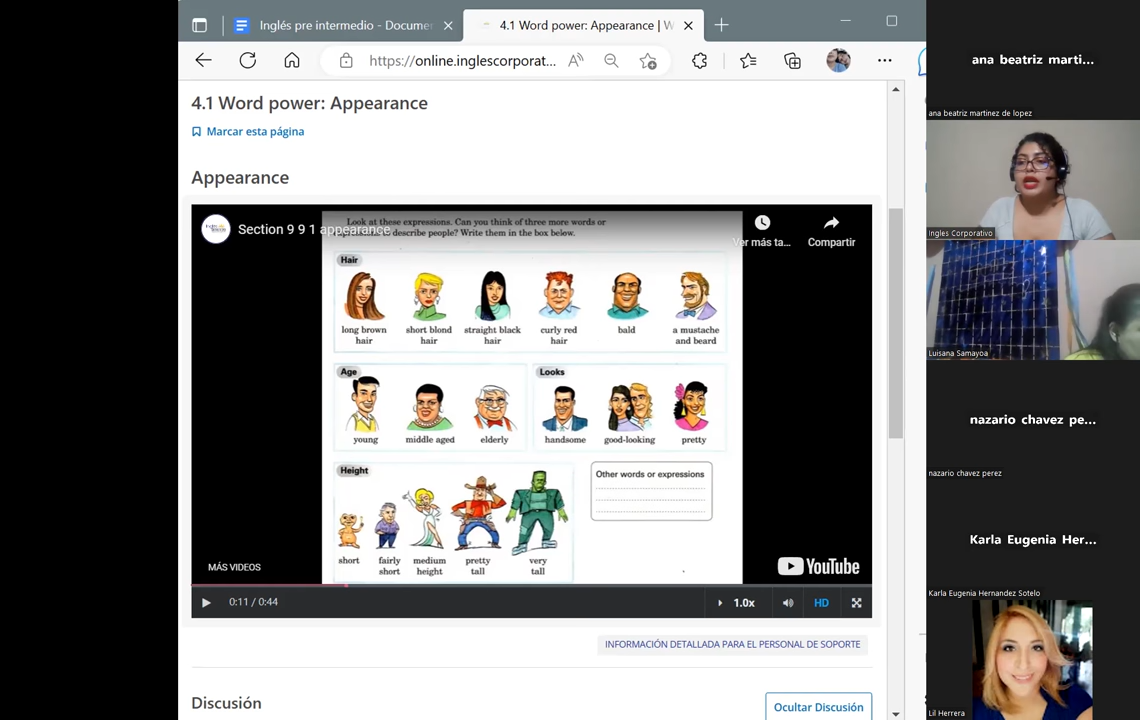 Inglés pre intermedio - Docume
4.1 Word power: Appearance | W
https://online.inglescorporat...
4.1 Word power: Appearance
Marcar esta página
Appearance
Section 9 9 1 appearance
Look at these expressions. Can you think of three more words or
to describe people? Write them in the box below.
Ver más ta...
Compartir
Hair
long brown hair
short blond hair
straight black hair
curly red hair
bald
a mustache and beard
Age
young
middle aged
elderly
Looks
handsome
good-looking
pretty
Height
short
fairly short
medium height
pretty tall
very tall
Other words or expressions
MÁS VIDEOS
YouTube
0:11 / 0:44
1.0x
HD
INFORMACIÓN DETALLADA PARA EL PERSONAL DE SOPORTE
Discusión
Ocultar Discusión
ana beatriz marti...
ana beatriz martinez de lopez
Ingles Corporativo
Luisana Samayoa
nazario chavez pe...
nazario chavez perez
Karla Eugenia Her...
Karla Eugenia Hernandez Sotelo
Lil Herrera